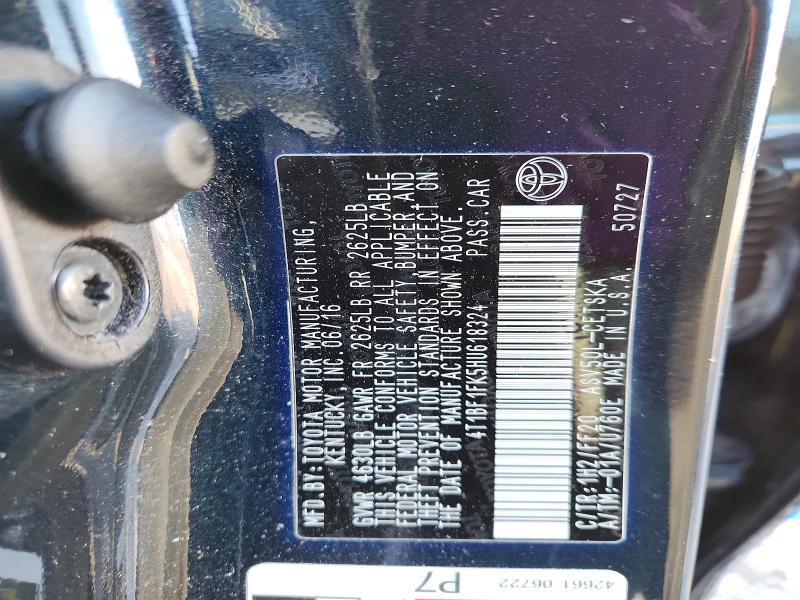 MFD.BY:TOYOTA MOTOR MANUFACTURING,
KENTUCKY, INC. 06/16
GVWR 4630LB GAWR FR 2625LB RR 2625LB
THIS VEHICLE CONFORMS TO ALL APPLICABLE
FEDERAL MOTOR VEHICLE SAFETY, BUMPER, AND
THEFT PREVENTION STANDARDS IN EFFECT ON
THE DATE OF MANUFACTURE SHOWN ABOVE.
4T1BF1FK5HU618324 PASS.CAR
C/TR:1H2/FF20 ASV50L-CETSKA
A/TM:-01A/U760E MADE IN U.S.A. 50727
P7
42661 06722